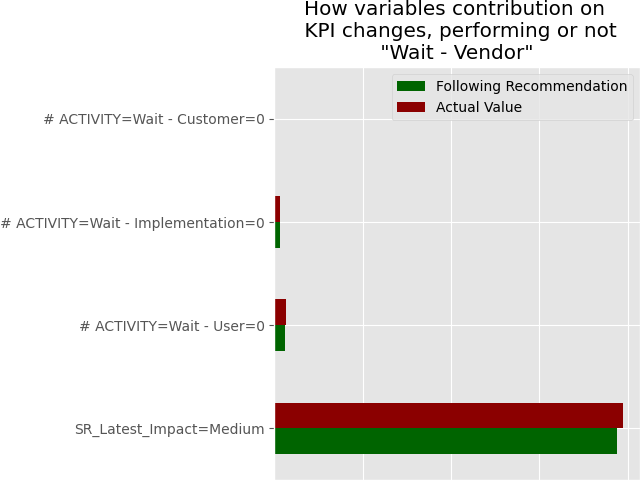 How variables contribution on
KPI changes, performing or not
"Wait - Vendor"
Following Recommendation
Actual Value
# ACTIVITY=Wait - Customer=0
# ACTIVITY=Wait - Implementation=0
# ACTIVITY=Wait - User=0
SR_Latest_Impact=Medium